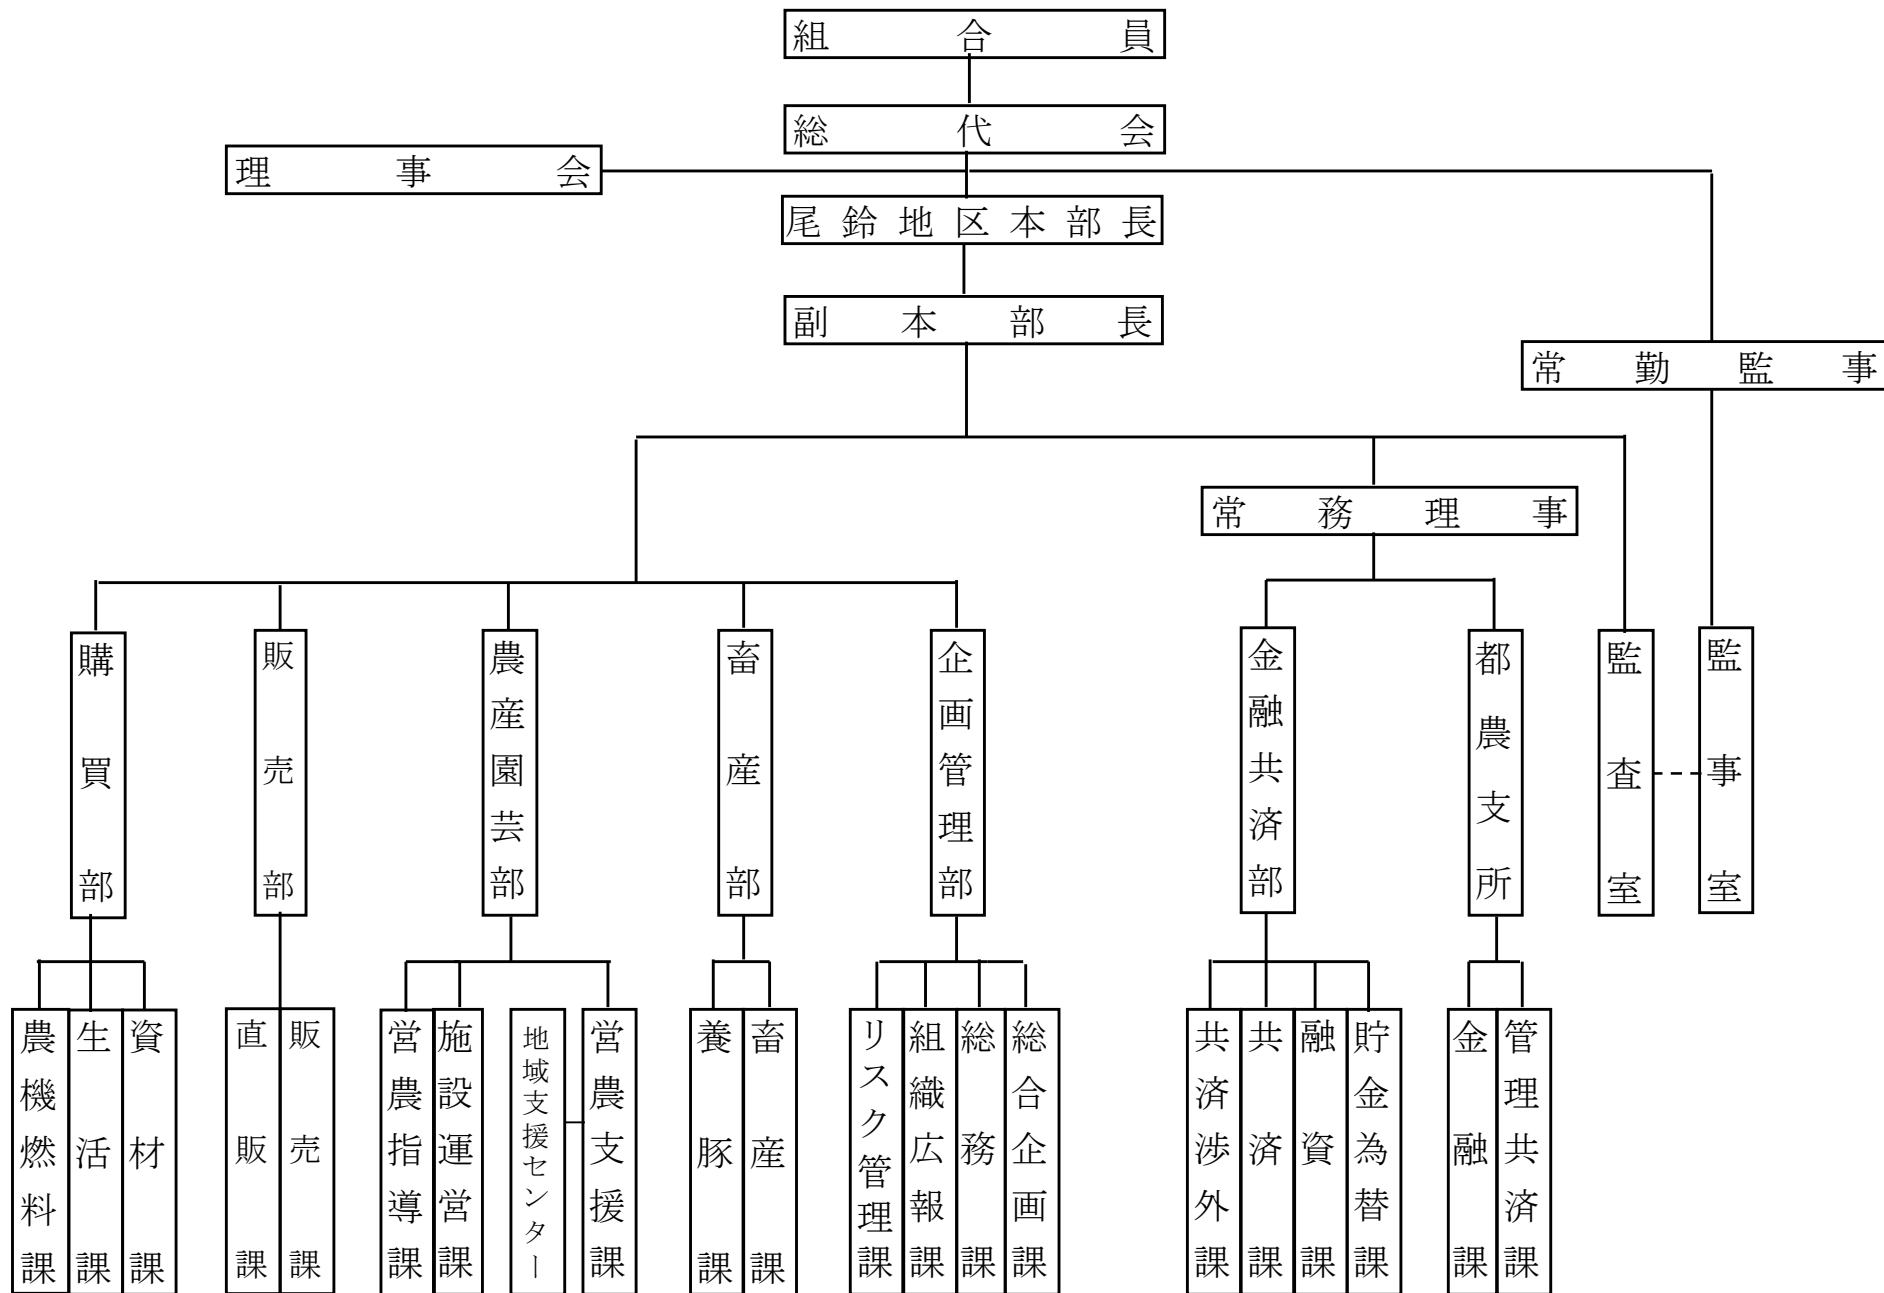 組合員
総代会
理事会
尾鈴地区本部長
副本部長
常勤監事
常務理事
購買部
販売部
農産園芸部
畜産部
企画管理部
金融共済部
都農支所
監査室
監事室
農機燃料課
生活課
資材課
直販課
販売課
営農指導課
施設運営課
地域支援センター
営農支援課
養豚課
畜産課
リスク管理課
組織広報課
総務課
総合企画課
共済渉外課
共済課
融資課
貯金為替課
金融課
管理共済課